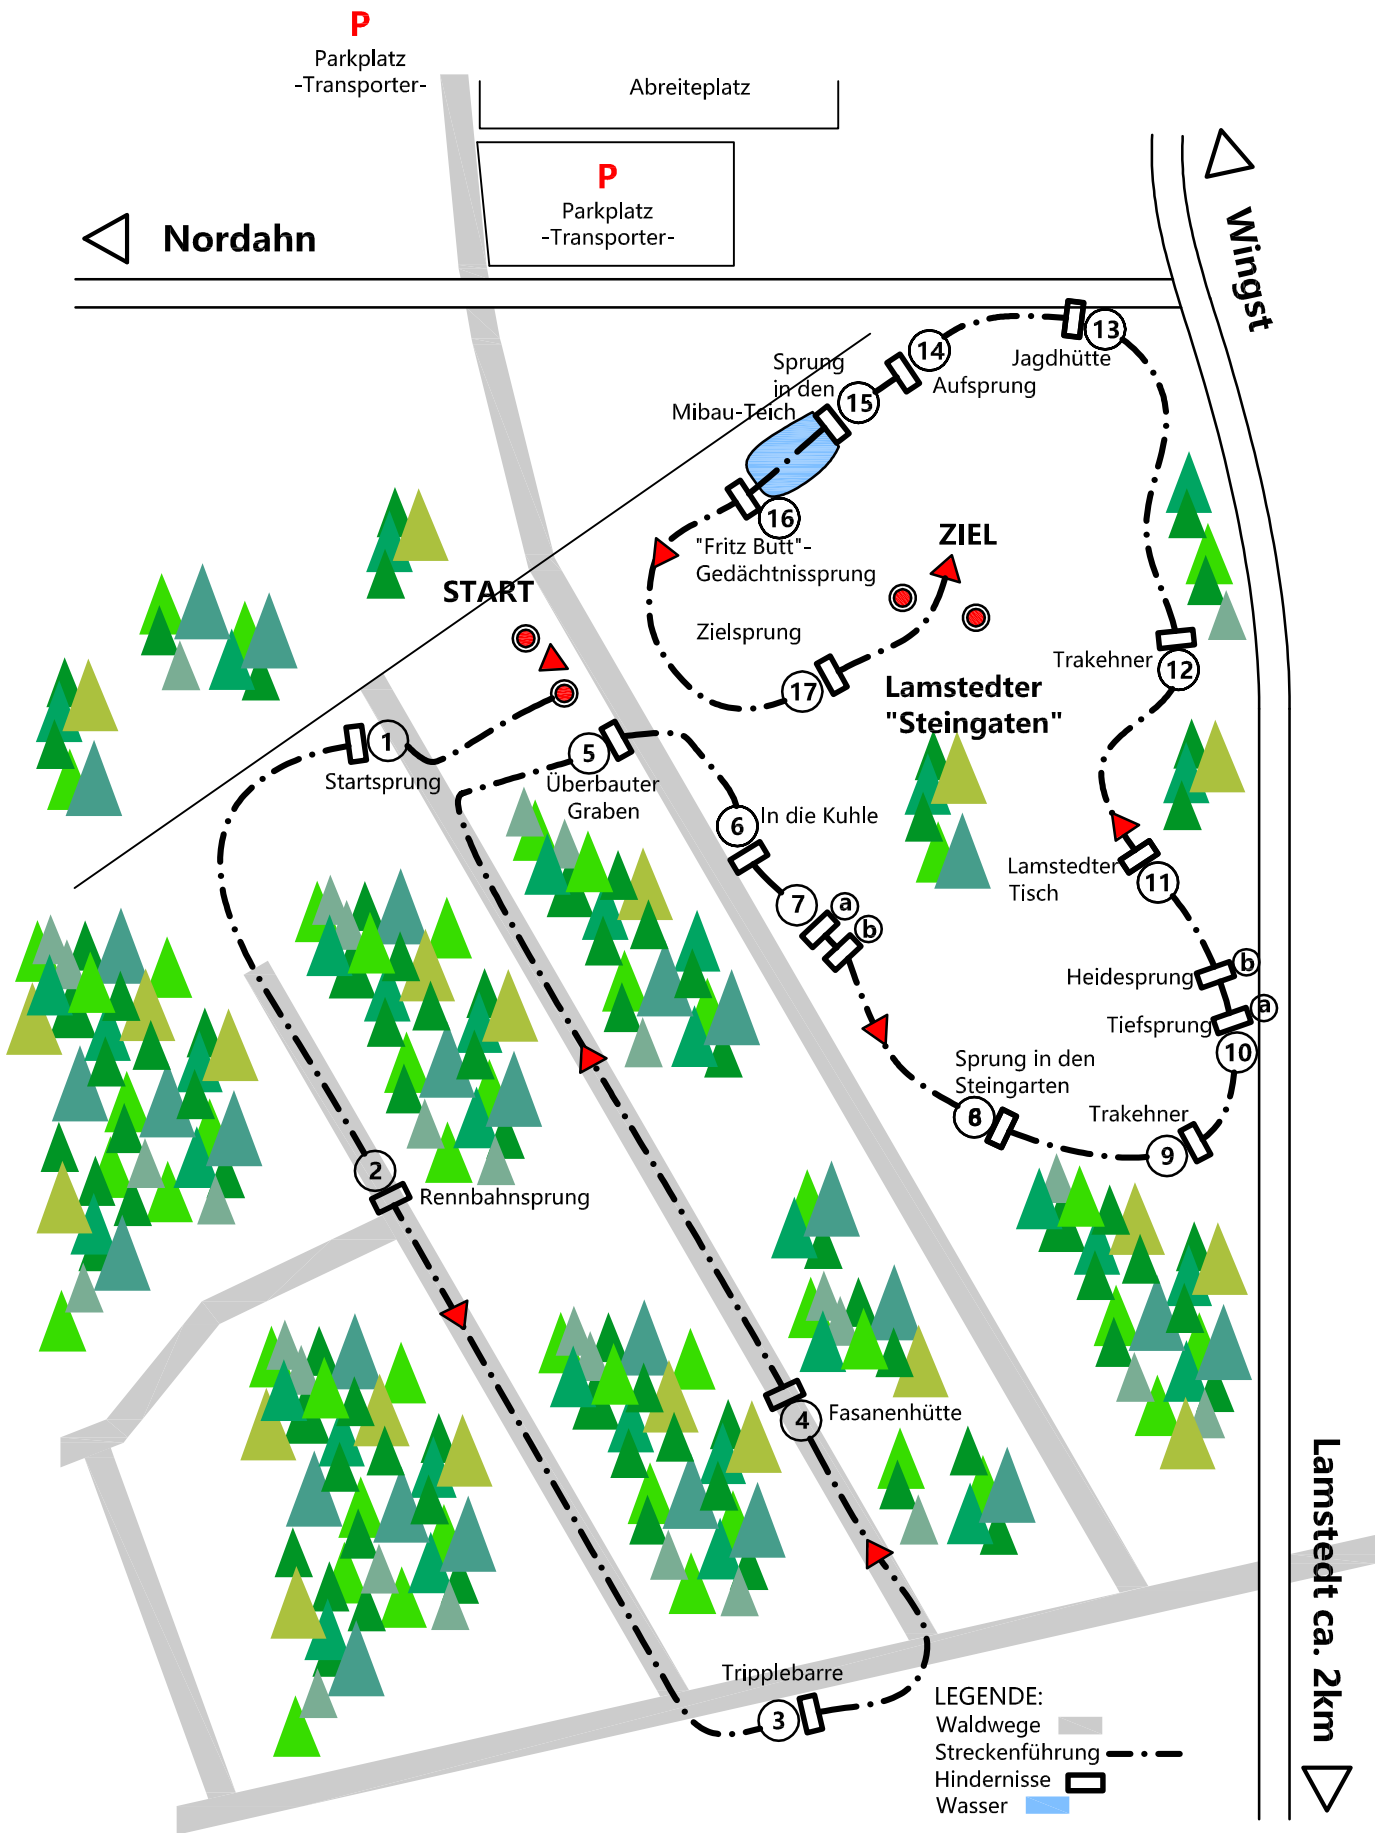 P
Parkplatz
-Transporter-
Abreiteplatz
P
Parkplatz
-Transporter-
Nordahn
Wingst
13
Jagdhütte
14
Aufsprung
Sprung
in den
Mibau-Teich
15
16
"Fritz Butt"-
Gedächtnissprung
ZIEL
START
Zielsprung
17
Trakehner
12
Lamstedter
"Steingaten"
1
Startsprung
5
Überbauter
Graben
6
In die Kuhle
7
a
b
Lamstedter
Tisch
11
Heidesprung
b
a
Tiefsprung
10
Sprung in den
Steingarten
8
Trakehner
9
2
Rennbahnsprung
4
Fasanenhütte
Tripplebarre
3
Lamstedt ca. 2km
LEGENDE:
Waldwege
Streckenführung
Hindernisse
Wasser